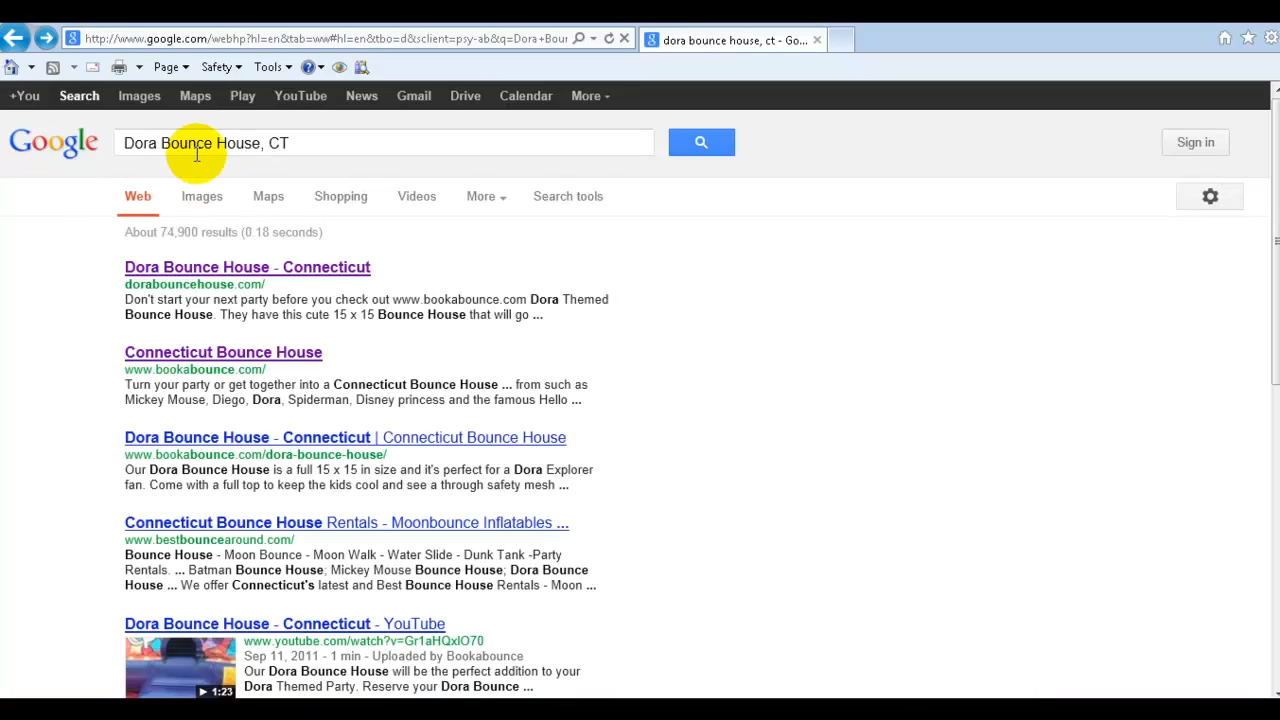 http://www.google.com/webhp?hl=en&tab=ww#hl=en&tbo=d&sclient=psy-ab&q=Dora+Bour
dora bounce house, ct - Go...
Page Safety Tools
+You Search Images Maps Play YouTube News Gmail Drive Calendar More
Google Dora Bounce House, CT Sign in
Web Images Maps Shopping Videos More Search tools
About 74,900 results (0.18 seconds)
Dora Bounce House - Connecticut
dorabouncehouse.com/
Don't start your next party before you check out www.bookabounce.com Dora Themed
Bounce House. They have this cute 15 x 15 Bounce House that will go ...
Connecticut Bounce House
www.bookabounce.com/
Turn your party or get together into a Connecticut Bounce House ... from such as
Mickey Mouse, Diego, Dora, Spiderman, Disney princess and the famous Hello ...
Dora Bounce House - Connecticut | Connecticut Bounce House
www.bookabounce.com/dora-bounce-house/
Our Dora Bounce House is a full 15 x 15 in size and it's perfect for a Dora Explorer
fan. Come with a full top to keep the kids cool and see a through safety mesh ...
Connecticut Bounce House Rentals - Moonbounce Inflatables ...
www.bestbouncearound.com/
Bounce House - Moon Bounce - Moon Walk - Water Slide - Dunk Tank -Party
Rentals. ... Batman Bounce House; Mickey Mouse Bounce House; Dora Bounce
House ... We offer Connecticut's latest and Best Bounce House Rentals - Moon ...
Dora Bounce House - Connecticut - YouTube
www.youtube.com/watch?v=Gr1aHQxIO70
Sep 11, 2011 - 1 min - Uploaded by Bookabounce
Our Dora Bounce House will be the perfect addition to your
Dora Themed Party. Reserve your Dora Bounce ...
1:23